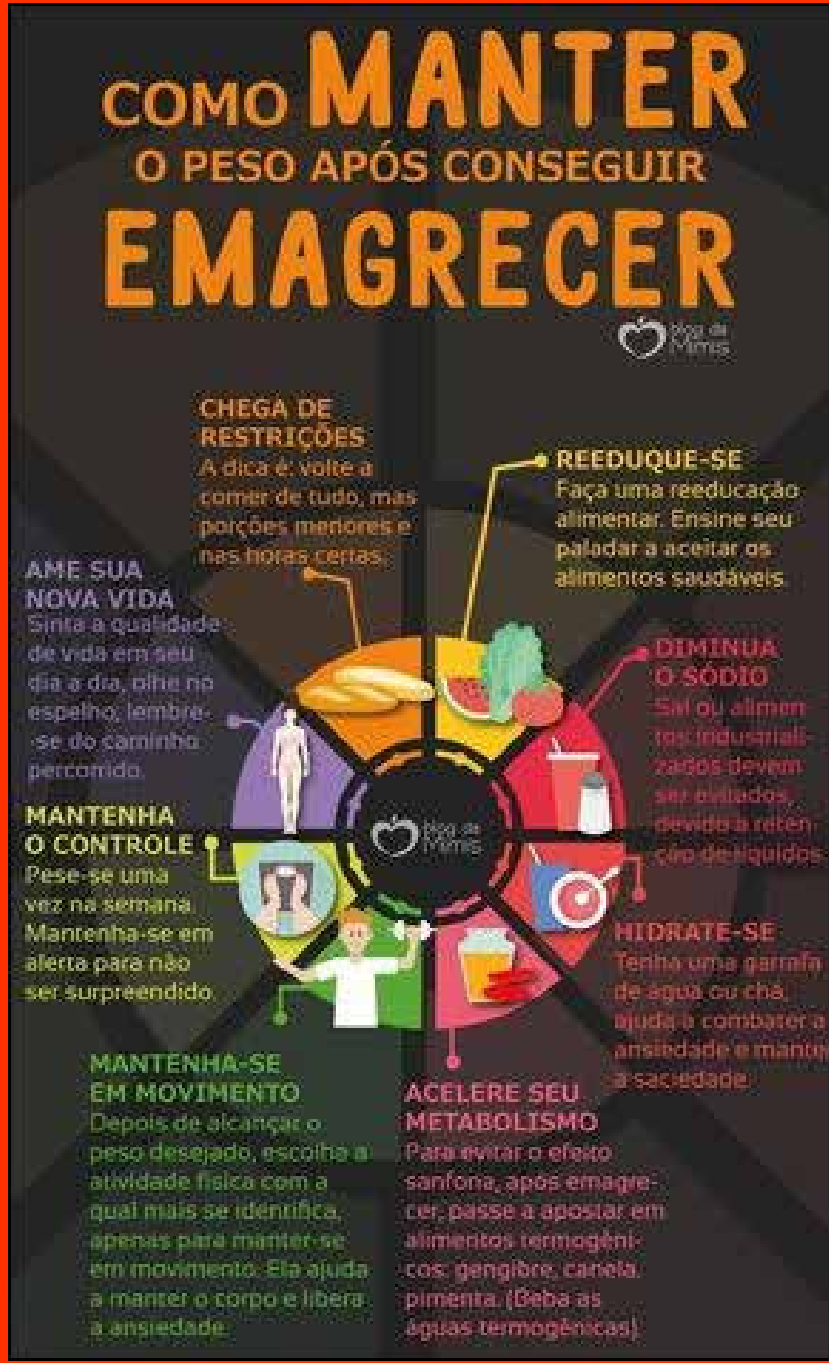 COMO MANTER
O PESO APÓS CONSEGUIR
EMAGRECER
blog da
Mimis
CHEGA DE
RESTRIÇÕES
A dica é: volte a
comer de tudo, mas
porções menores e
nas horas certas.
REEDUQUE-SE
Faça uma reeducação
alimentar. Ensine seu
paladar a aceitar os
alimentos saudáveis.
AME SUA
NOVA VIDA
Sinta a qualidade
de vida em seu
dia a dia, olhe no
espelho, lembre-
-se do caminho
percorrido.
DIMINUA
O SÓDIO
Sal ou alimen
tos industriali-
zados devem
ser evitados,
devido a reten-
ção de líquidos.
blog da
Mimis
MANTENHA
O CONTROLE
Pese-se uma
vez na semana.
Mantenha-se em
alerta para não
ser surpreendido.
HIDRATE-SE
Tenha uma garrafa
de água ou chá,
ajuda a combater a
ansiedade e mante
a saciedade.
MANTENHA-SE
EM MOVIMENTO
Depois de alcançar o
peso desejado, escolha a
atividade física com a
qual mais se identifica,
apenas para manter-se
em movimento. Ela ajuda
a manter o corpo e libera
a ansiedade.
ACELERE SEU
METABOLISMO
Para evitar o efeito
sanfona, após emagre-
cer, passe a apostar em
alimentos termogêni-
cos: gengibre, canela,
pimenta. (Beba as
águas termogênicas)